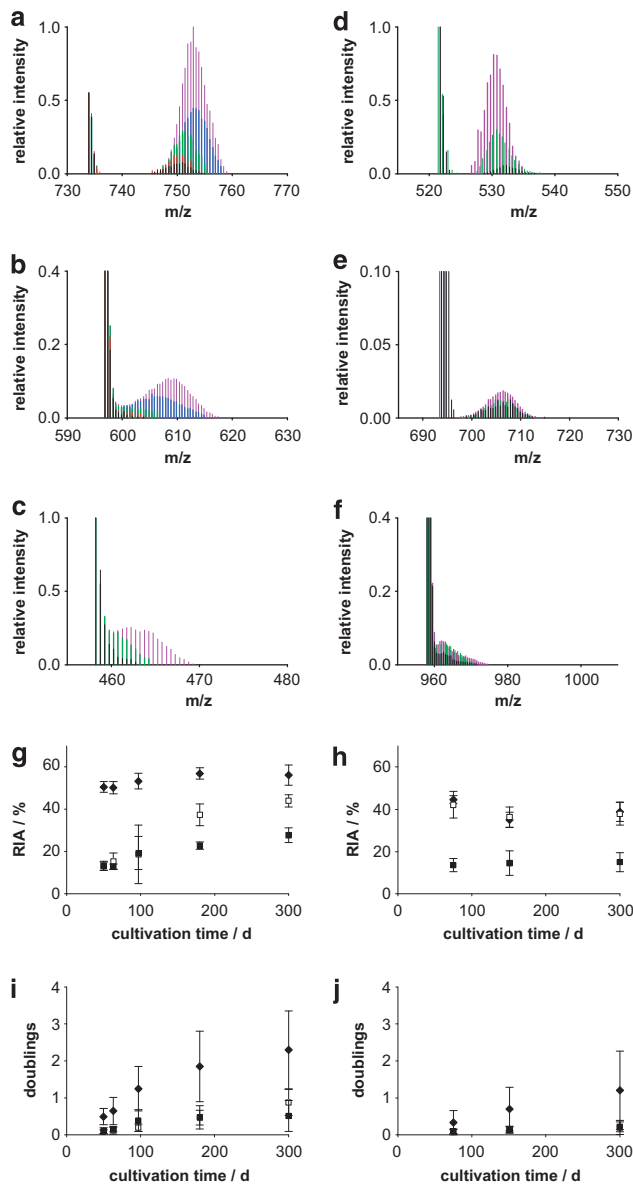 a
relative intensity
1.0
0.5
0.0
730 740 750 760 770
m/z
d
relative intensity
1.0
0.5
0.0
520 530 540 550
m/z
b
relative intensity
0.4
0.2
0.0
590 600 610 620 630
m/z
e
relative intensity
0.10
0.05
0.00
690 700 710 720 730
m/z
c
relative intensity
1.0
0.5
0.0
460 470 480
m/z
f
relative intensity
0.4
0.2
0.0
960 980 1000
m/z
g
RIA / %
60
40
20
0
0 100 200 300
cultivation time / d
h
RIA / %
60
40
20
0
0 100 200 300
cultivation time / d
i
doublings
4
3
2
1
0
0 100 200 300
cultivation time / d
j
doublings
4
3
2
1
0
0 100 200 300
cultivation time / d